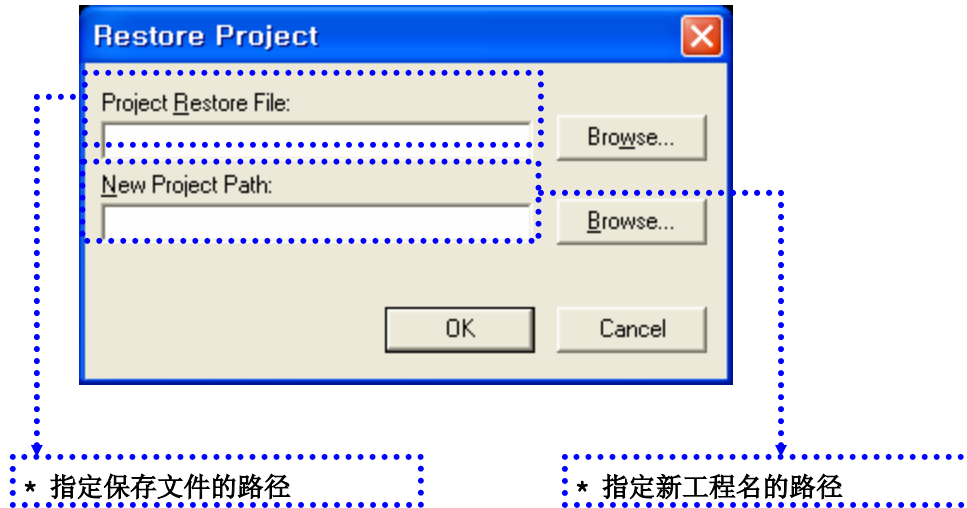 Restore Project
Project Restore File:
Browse...
New Project Path:
Browse...
OK
Cancel
* 指定保存文件的路径
* 指定新工程名的路径